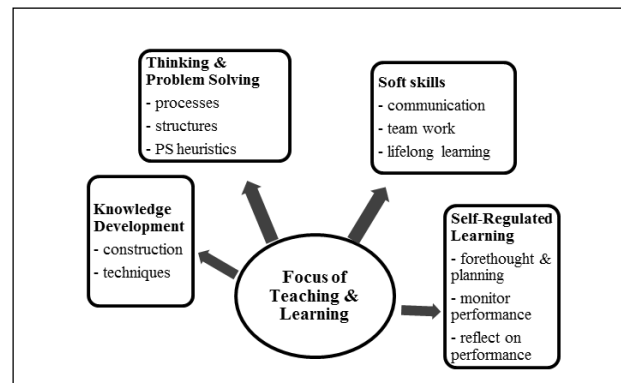 Thinking &
Problem Solving
- processes
- structures
- PS heuristics
Soft skills
- communication
- team work
- lifelong learning
Knowledge
Development
- construction
- techniques
Focus of
Teaching &
Learning
Self-Regulated
Learning
- forethought &
planning
- monitor
performance
- reflect on
performance